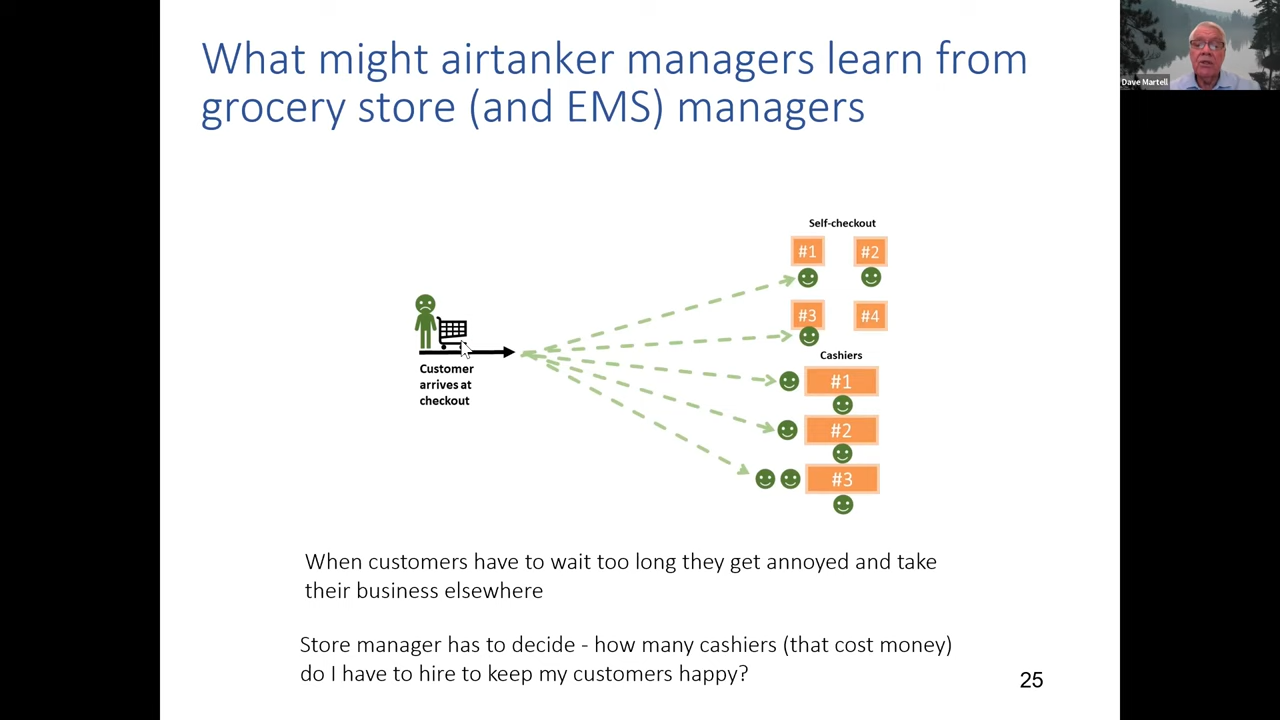 What might airtanker managers learn from
grocery store (and EMS) managers
Dave Martell
Self-checkout
#1
#2
#3
#4
Customer
arrives at
checkout
Cashiers
#1
#2
#3
When customers have to wait too long they get annoyed and take
their business elsewhere
Store manager has to decide - how many cashiers (that cost money)
do I have to hire to keep my customers happy?
25